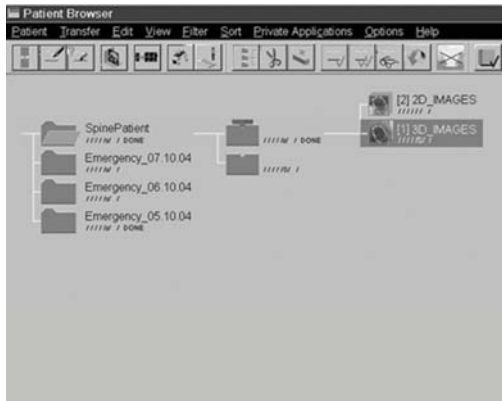 Patient Browser
Patient Transfer Edit View Filter Sort Private Applications Options Help
[2] 2D_IMAGES
[1] 3D_IMAGES
SpinePatient
DONE
DONE
Emergency_07.10.04
Emergency_06.10.04
Emergency_05.10.04
DONE